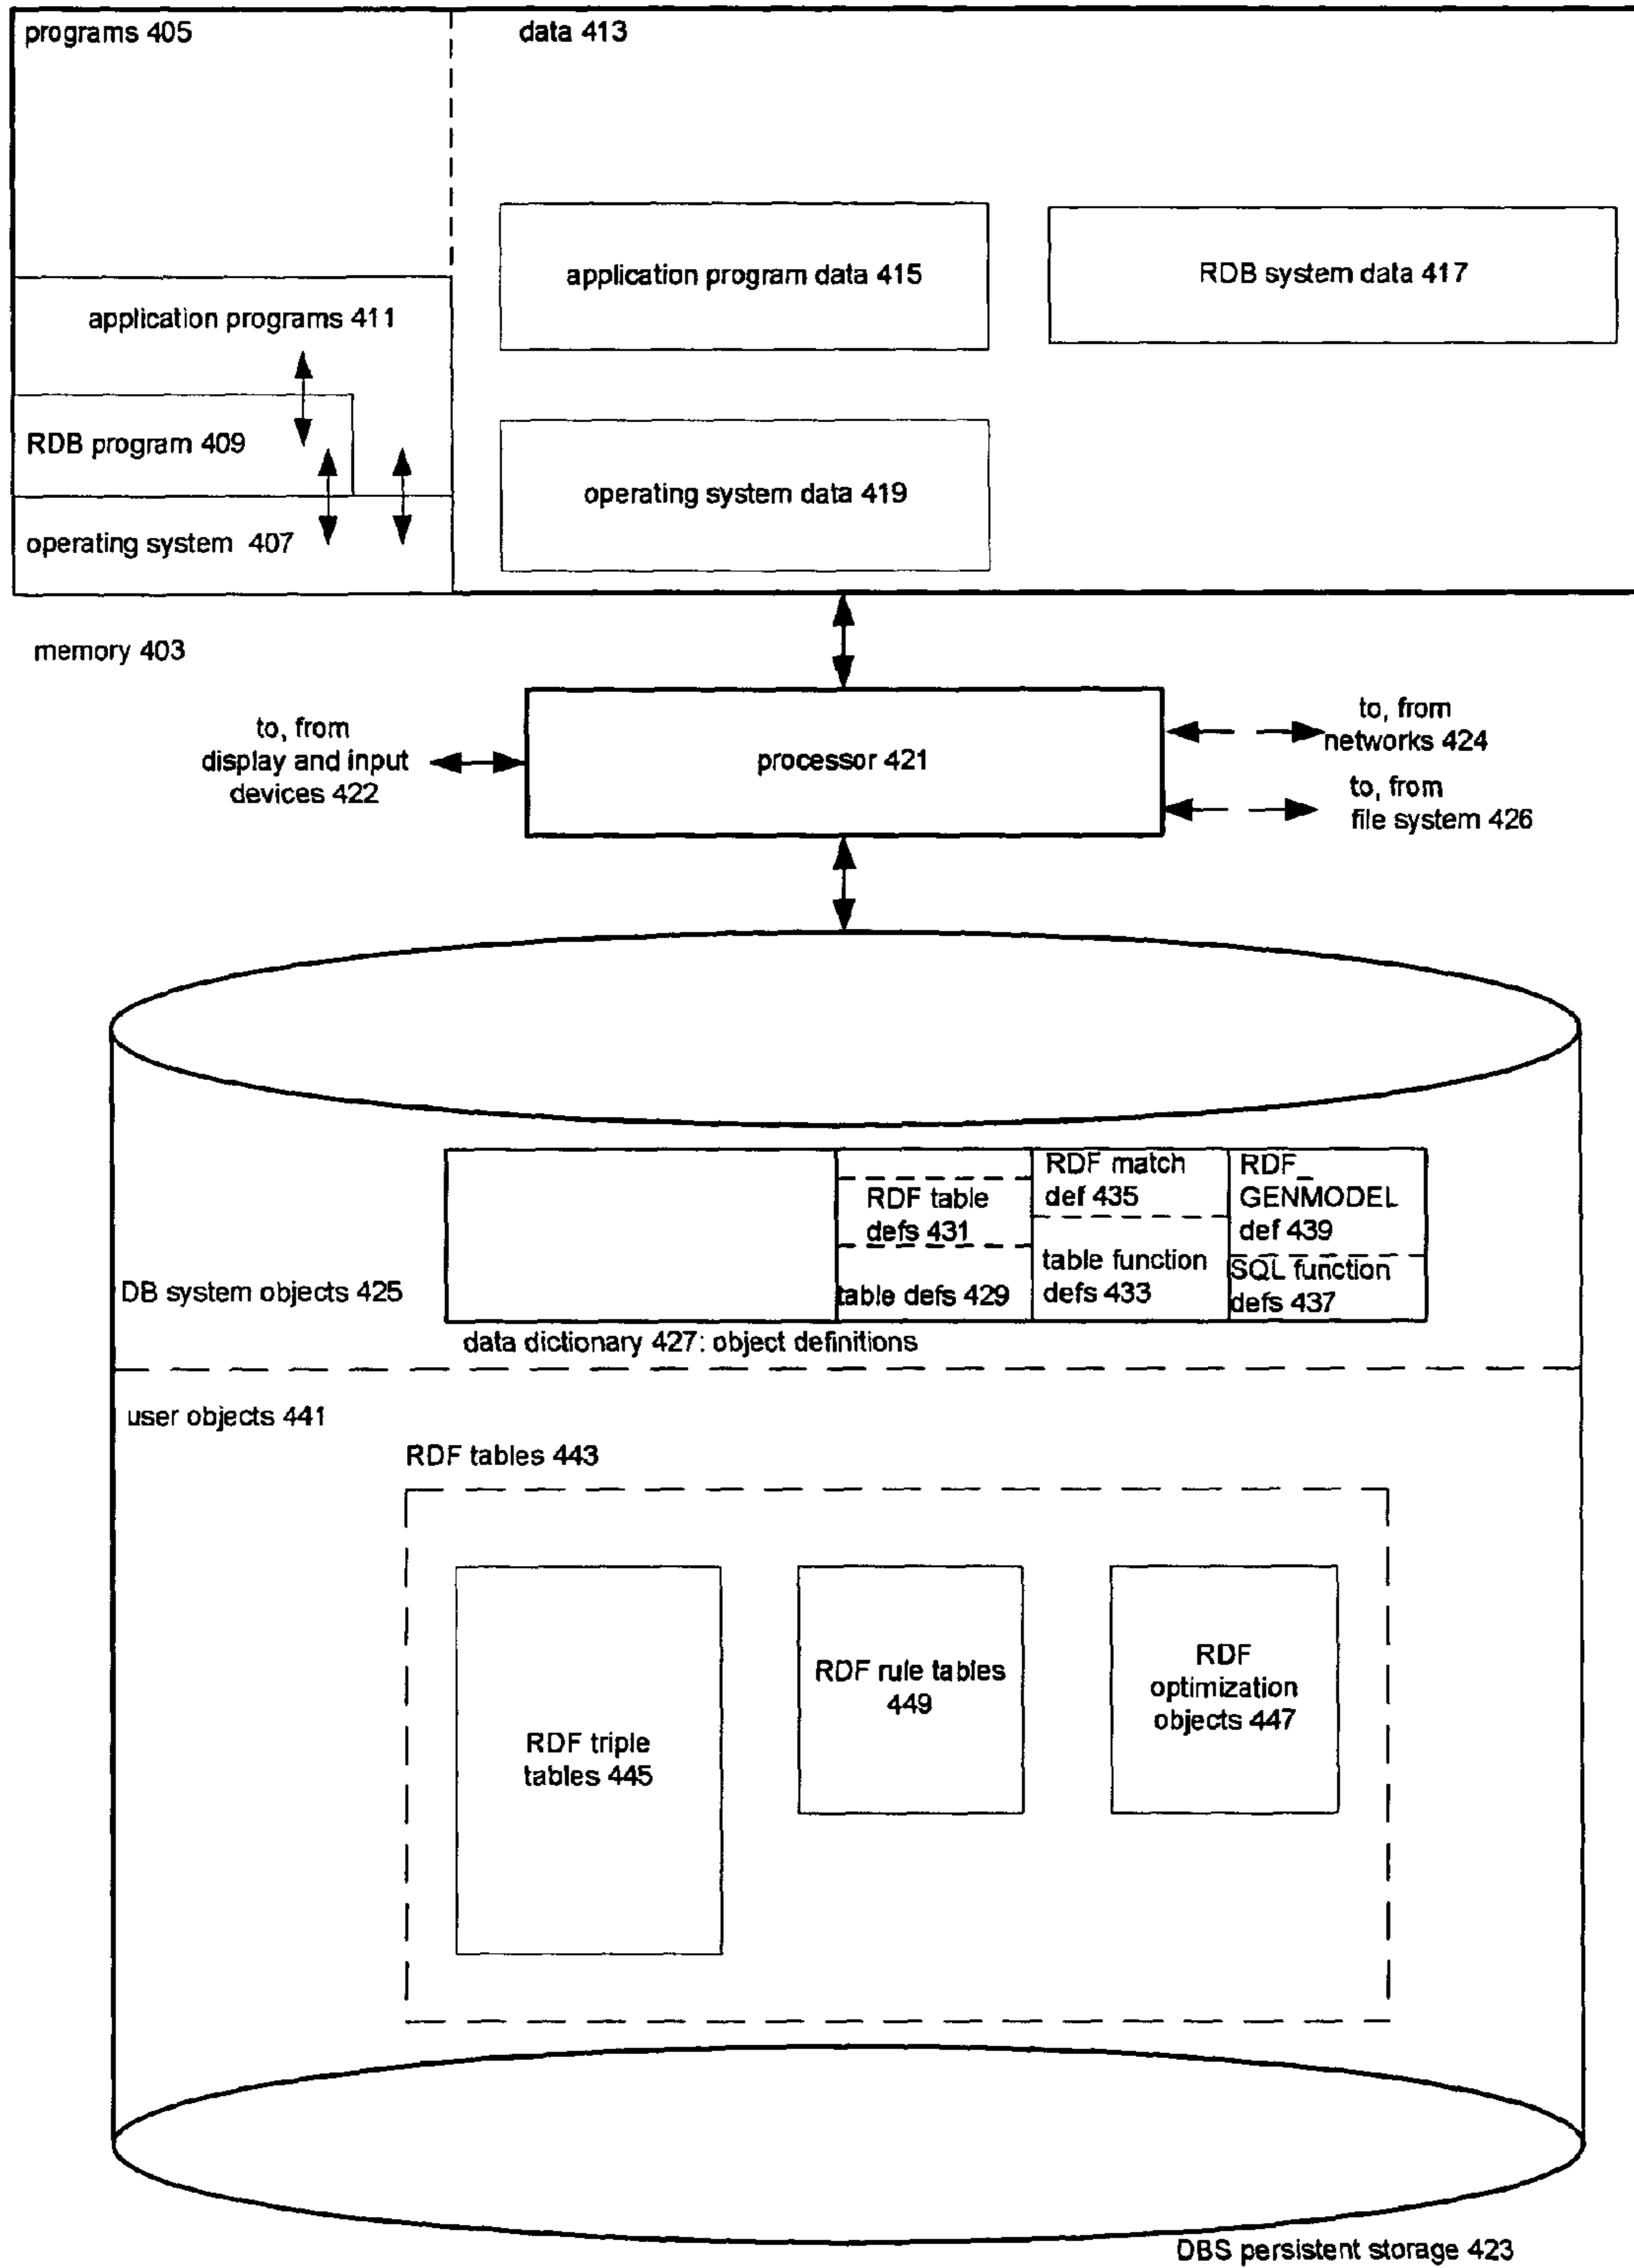 programs 405
data 413
application program data 415
RDB system data 417
application programs 411
RDB program 409
operating system data 419
operating system 407
memory 403
to, from
display and input
devices 422
processor 421
to, from
networks 424
to, from
file system 426
RDF table
defs 431
table defs 429
RDF match
def 435
table function
defs 433
RDF_
GENMODEL
def 439
SQL function
defs 437
DB system objects 425
data dictionary 427: object definitions
user objects 441
RDF tables 443
RDF triple
tables 445
RDF rule tables
449
RDF
optimization
objects 447
DBS persistent storage 423